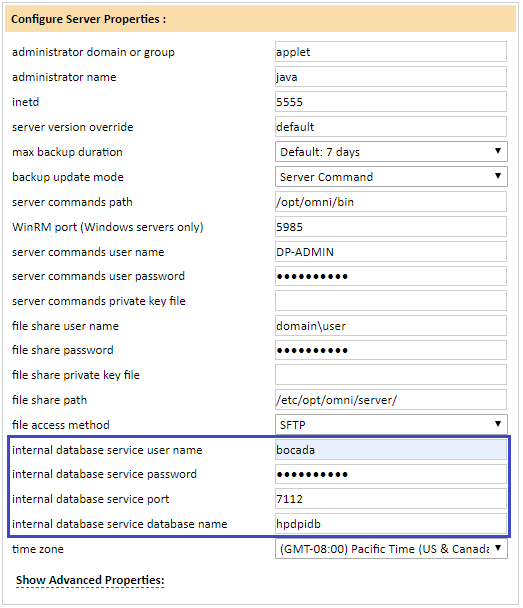 Configure Server Properties :
administrator domain or group applet
administrator name java
inetd 5555
server version override default
max backup duration Default: 7 days
backup update mode Server Command
server commands path /opt/omni/bin
WinRM port (Windows servers only) 5985
server commands user name DP-ADMIN
server commands user password ••••••••••
server commands private key file
file share user name domain\user
file share password ••••••••••
file share private key file
file share path /etc/opt/omni/server/
file access method SFTP
internal database service user name bocada
internal database service password ••••••••••
internal database service port 7112
internal database service database name hpdpidb
time zone (GMT-08:00) Pacific Time (US & Canada
Show Advanced Properties: